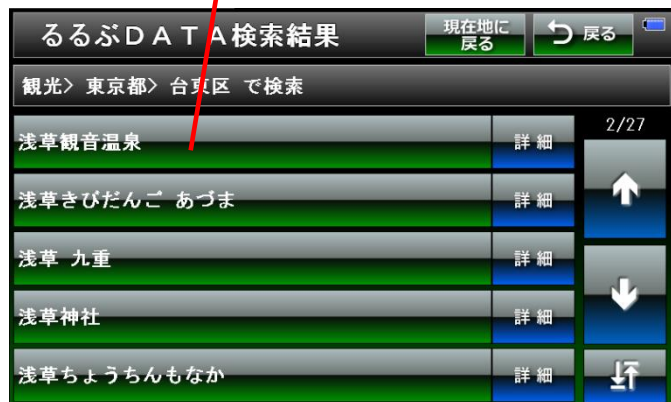 るるぶDATA検索結果
現在地に
戻る
戻る
観光> 東京都> 台東区 で検索
2/27
浅草観音温泉 詳細
浅草きびだんご あづま 詳細
浅草 九重 詳細
浅草神社 詳細
浅草ちょうちんもなか 詳細